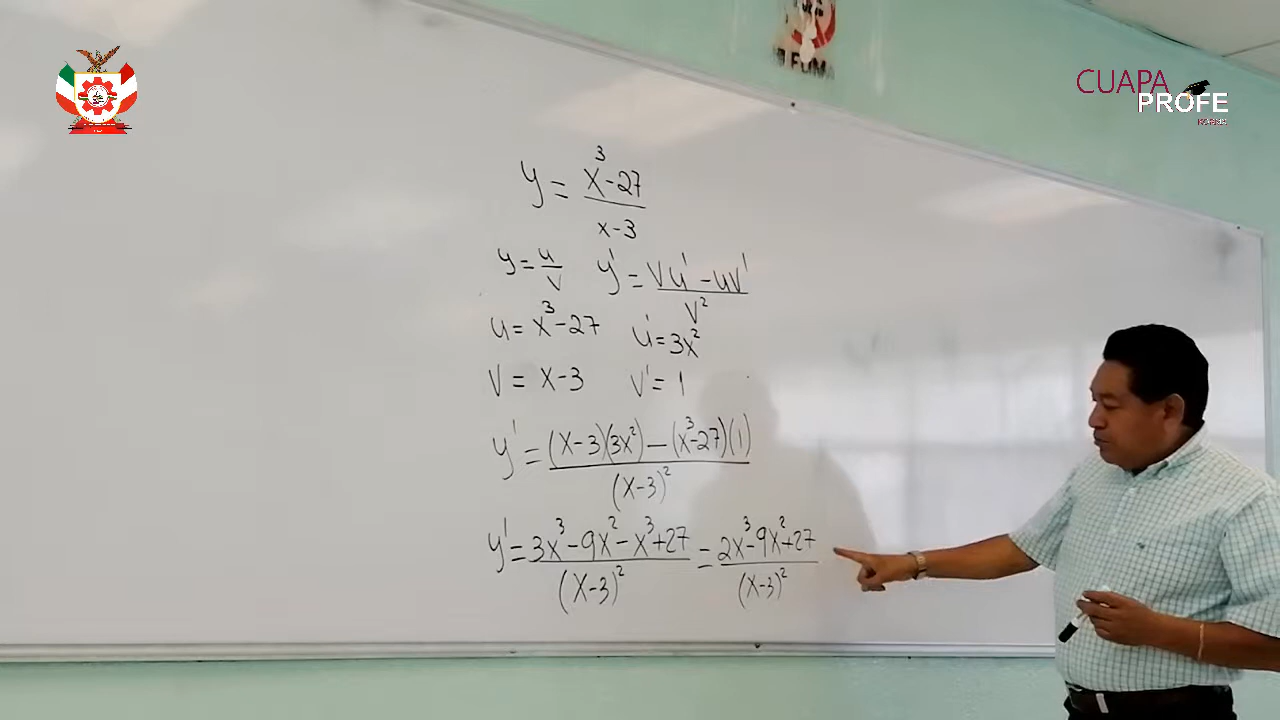 CUAPA
PROFE
y = x³-27 / x-3
y = u/v   y' = vu' - uv' / v²
u = x³-27   u' = 3x²
v = x-3   v' = 1
y' = (x-3)(3x²) - (x³-27)(1) / (x-3)²
y' = 3x³-9x²-x³+27 / (x-3)² = 2x³-9x²+27 / (x-3)²